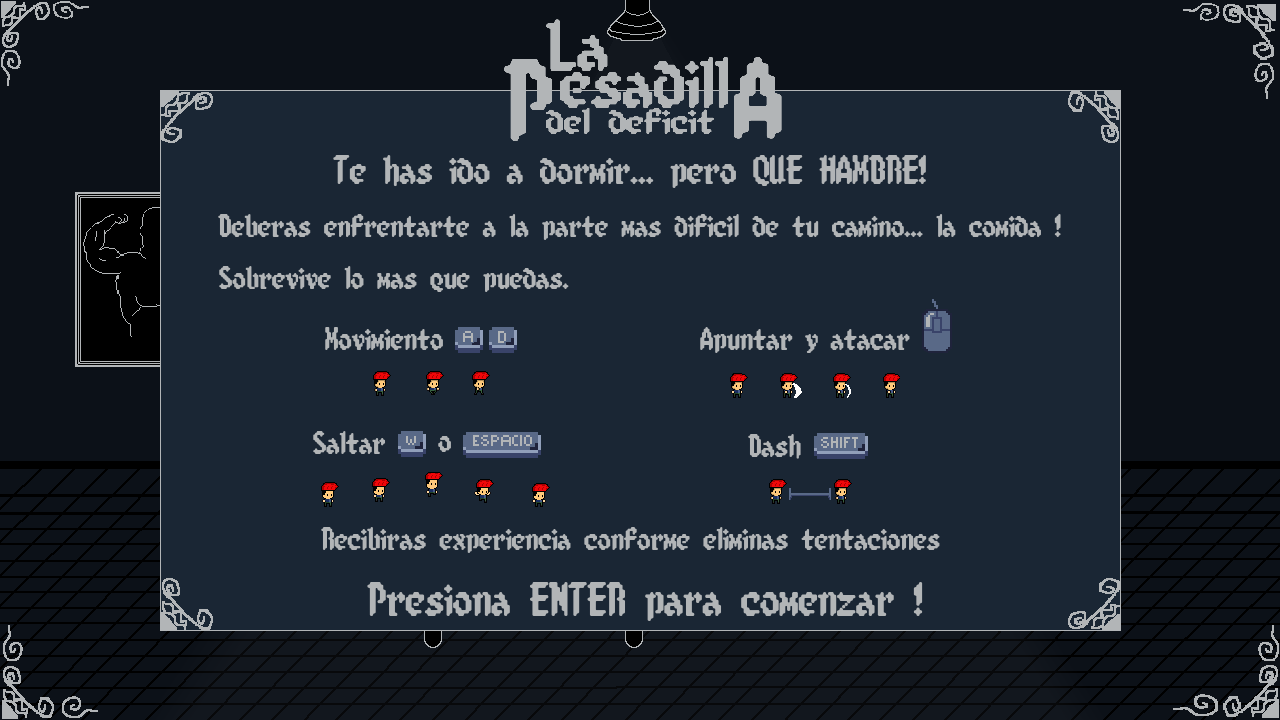 La
PesadillA
del deficit
Te has ido a dormir... pero QUE HAMBRE!
Deberas enfrentarte a la parte mas dificil de tu camino... la comida !
Sobrevive lo mas que puedas.
Movimiento A D
Apuntar y atacar
Saltar W o ESPACIO
Dash SHIFT
Recibiras experiencia conforme eliminas tentaciones
Presiona ENTER para comenzar !